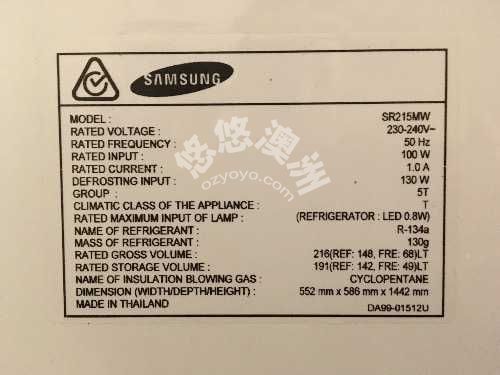 SAMSUNG
MODEL : SR215MW
RATED VOLTAGE : 230-240V~
RATED FREQUENCY : 50 Hz
RATED INPUT : 100 W
RATED CURRENT : 1.0 A
DEFROSTING INPUT : 130 W
GROUP : 5T
CLIMATIC CLASS OF THE APPLIANCE : T
RATED MAXIMUM INPUT OF LAMP : (REFRIGERATOR : LED 0.8W)
NAME OF REFRIGERANT : R-134a
MASS OF REFRIGERANT : 130g
RATED GROSS VOLUME : 216(REF: 148, FRE: 68)LT
RATED STORAGE VOLUME : 191(REF: 142, FRE: 49)LT
NAME OF INSULATION BLOWING GAS : CYCLOPENTANE
DIMENSION (WIDTH/DEPTH/HEIGHT) : 552 mm x 586 mm x 1442 mm
MADE IN THAILAND DA99-01512U
悠悠澳洲
ozyoyo.com